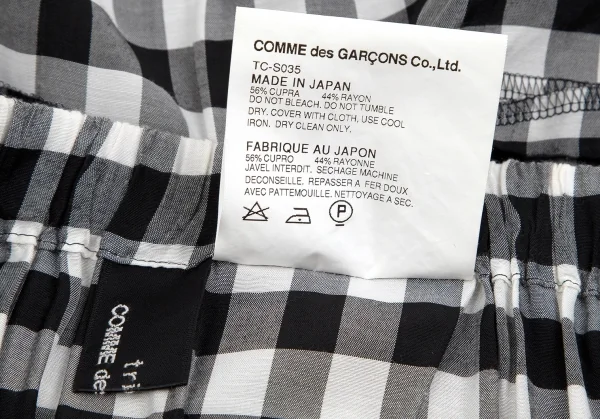 COMME des GARÇONS Co.,Ltd.
TC-S035
MADE IN JAPAN
56% CUPRA 44% RAYON
DO NOT BLEACH. DO NOT TUMBLE
DRY. COVER WITH CLOTH, USE COOL
IRON. DRY CLEAN ONLY.
FABRIQUE AU JAPON
56% CUPRO 44% RAYONNE
JAVEL INTERDIT. SECHAGE MACHINE
DECONSEILLE. REPASSER A FER DOUX
AVEC PATTEMOUILLE. NETTOYAGE A SEC.
P
tri
COMME de